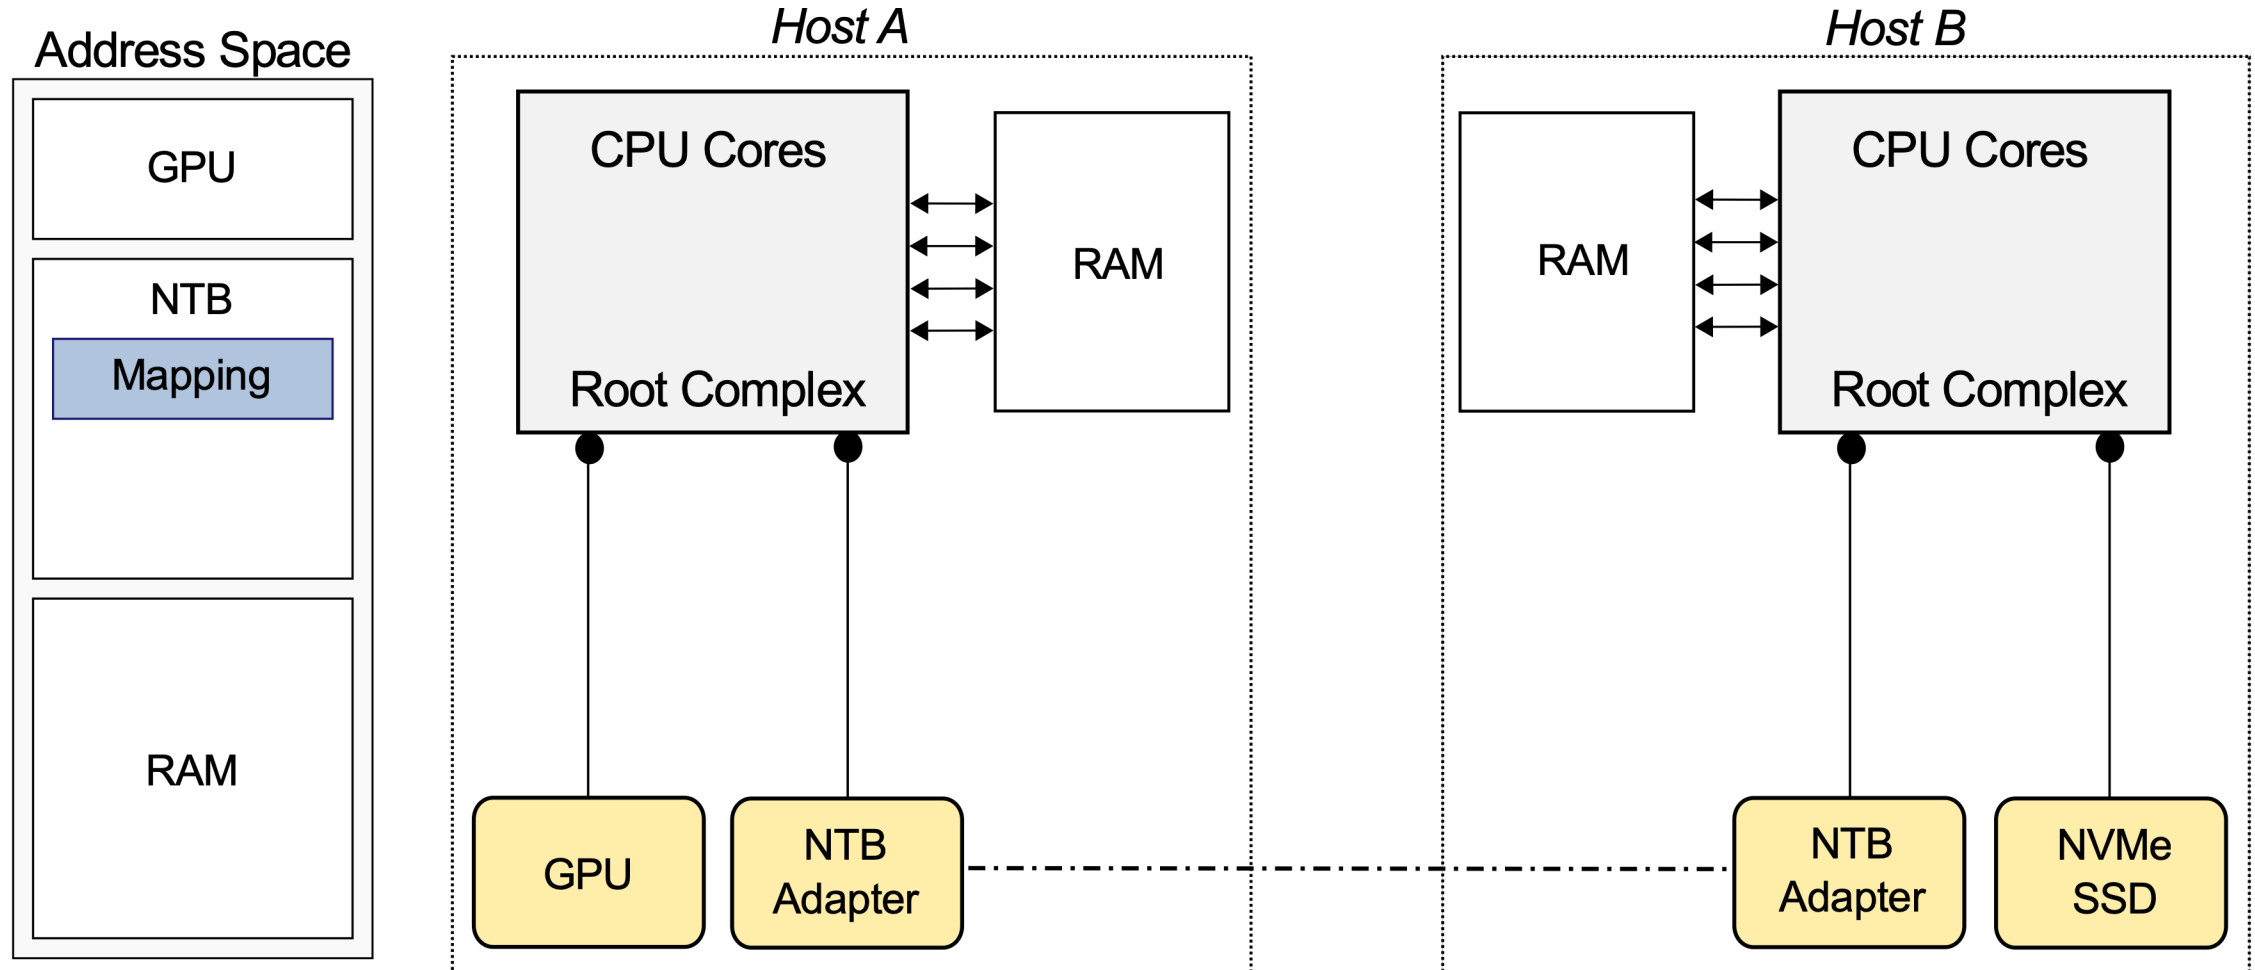 Address Space
GPU
NTB
Mapping
RAM
Host A
CPU Cores
Root Complex
RAM
GPU
NTB
Adapter
Host B
RAM
CPU Cores
Root Complex
NTB
Adapter
NVMe
SSD